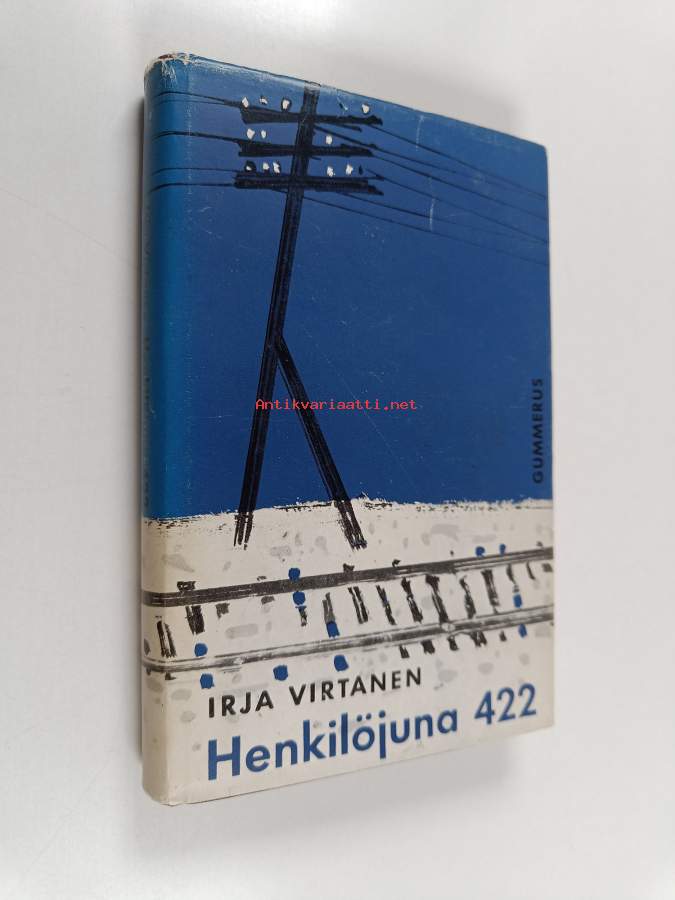 Antikvariaatti.net
GUMMERUS
IRJA VIRTANEN
Henkilöjuna 422